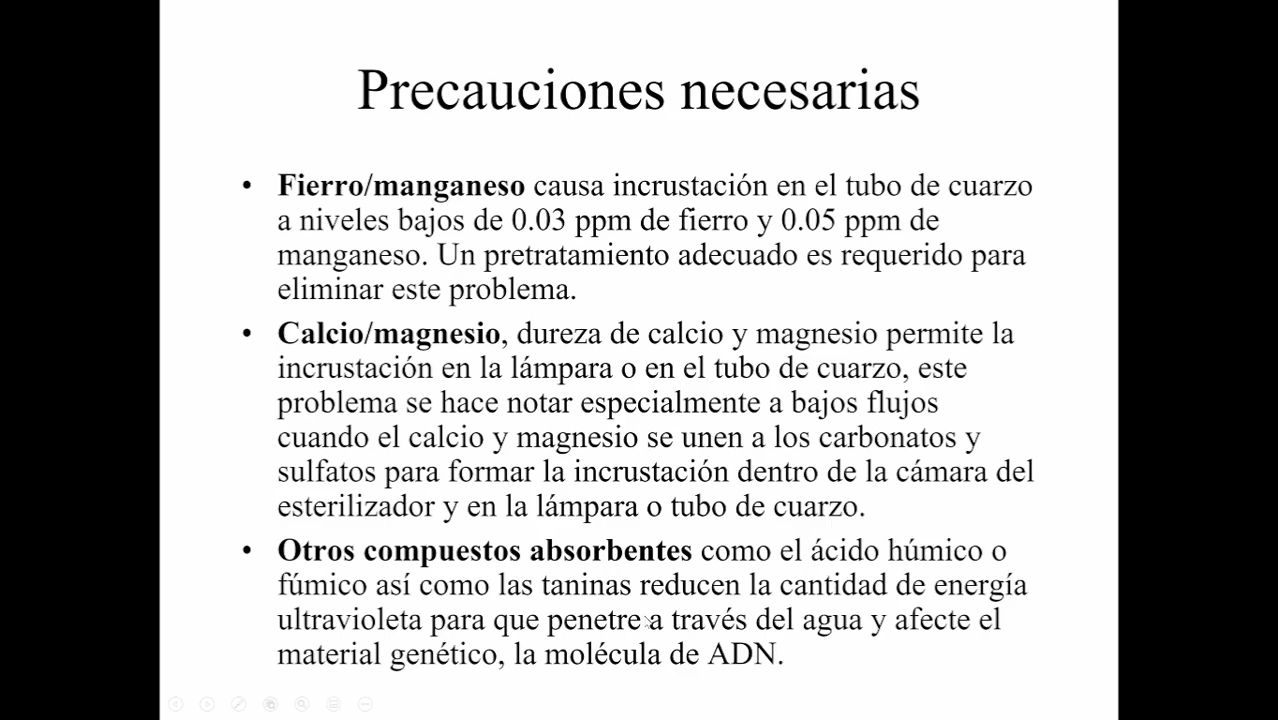 Precauciones necesarias
• Fierro/manganeso causa incrustación en el tubo de cuarzo
a niveles bajos de 0.03 ppm de fierro y 0.05 ppm de
manganeso. Un pretratamiento adecuado es requerido para
eliminar este problema.
• Calcio/magnesio, dureza de calcio y magnesio permite la
incrustación en la lámpara o en el tubo de cuarzo, este
problema se hace notar especialmente a bajos flujos
cuando el calcio y magnesio se unen a los carbonatos y
sulfatos para formar la incrustación dentro de la cámara del
esterilizador y en la lámpara o tubo de cuarzo.
• Otros compuestos absorbentes como el ácido húmico o
fúmico así como las taninas reducen la cantidad de energía
ultravioleta para que penetre a través del agua y afecte el
material genético, la molécula de ADN.